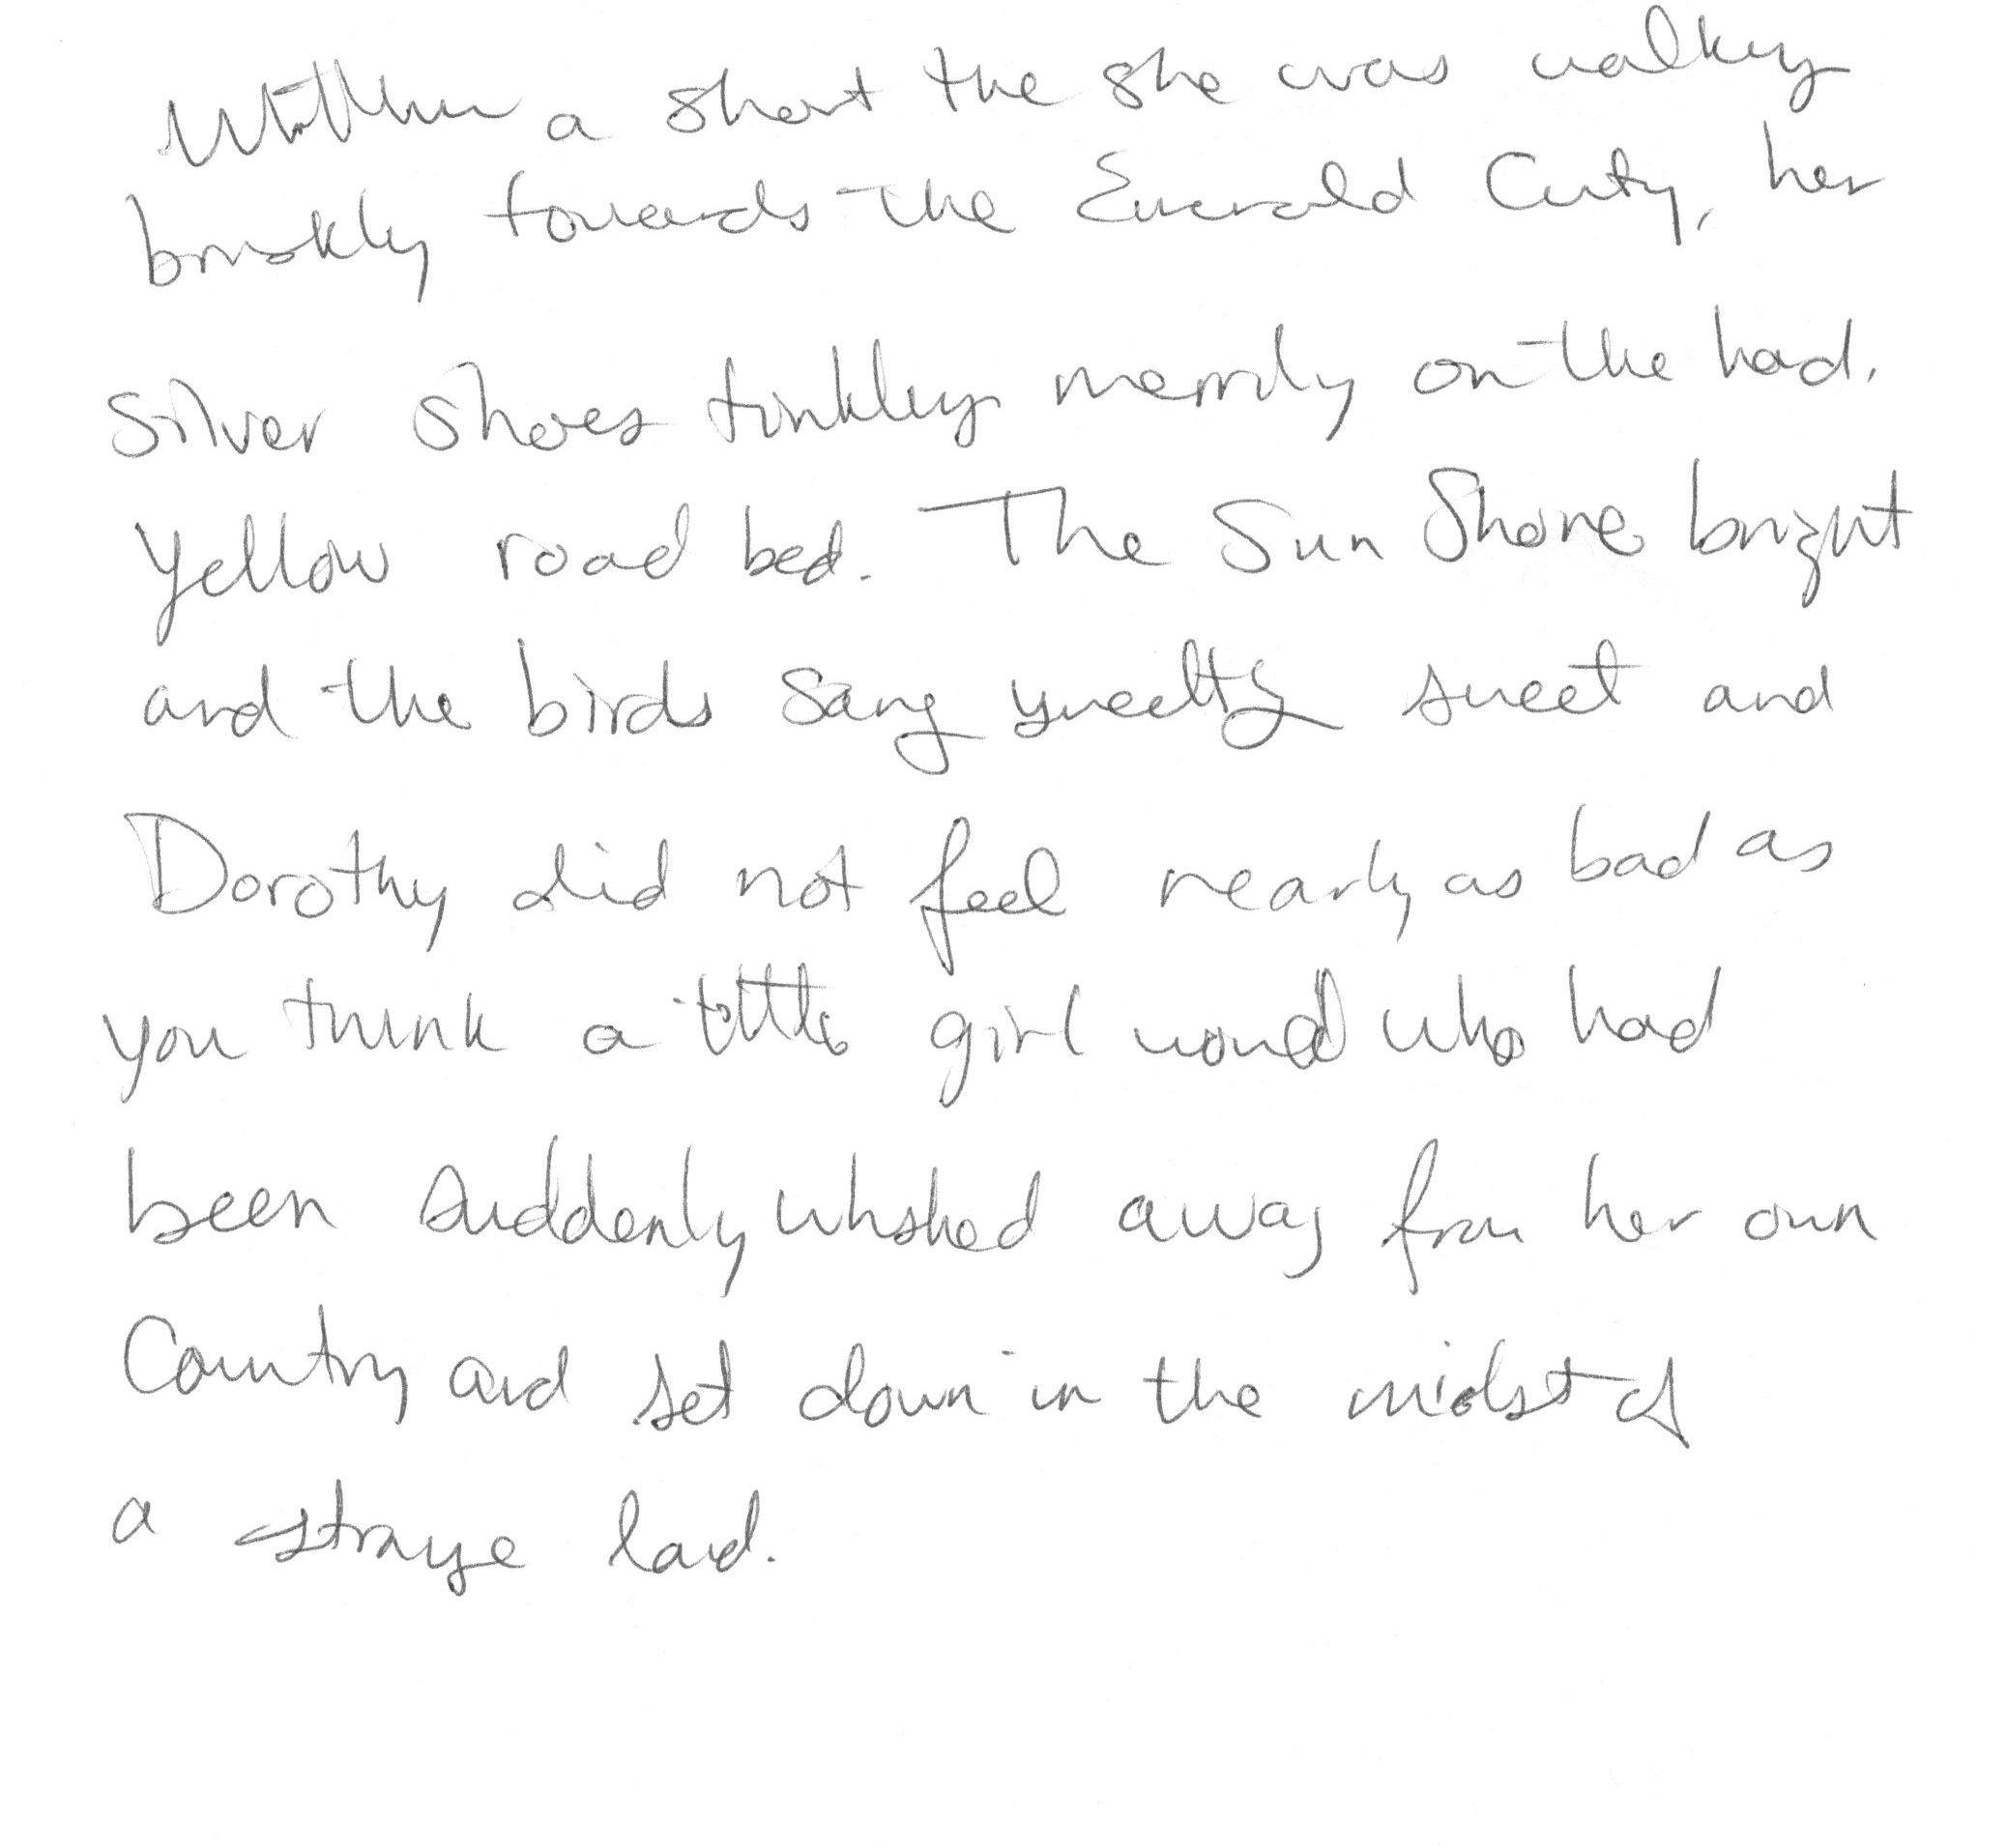 Within a short time she was walking
briskly towards the Emerald City, her
Silver Shoes tinkling merrily on the hard,
yellow road bed. The Sun Shone bright
and the birds sang sweetly sweet and
Dorothy did not feel nearly as bad as
you think a little girl would who had
been suddenly whisked away from her own
Country and set down in the midst of
a strange land.